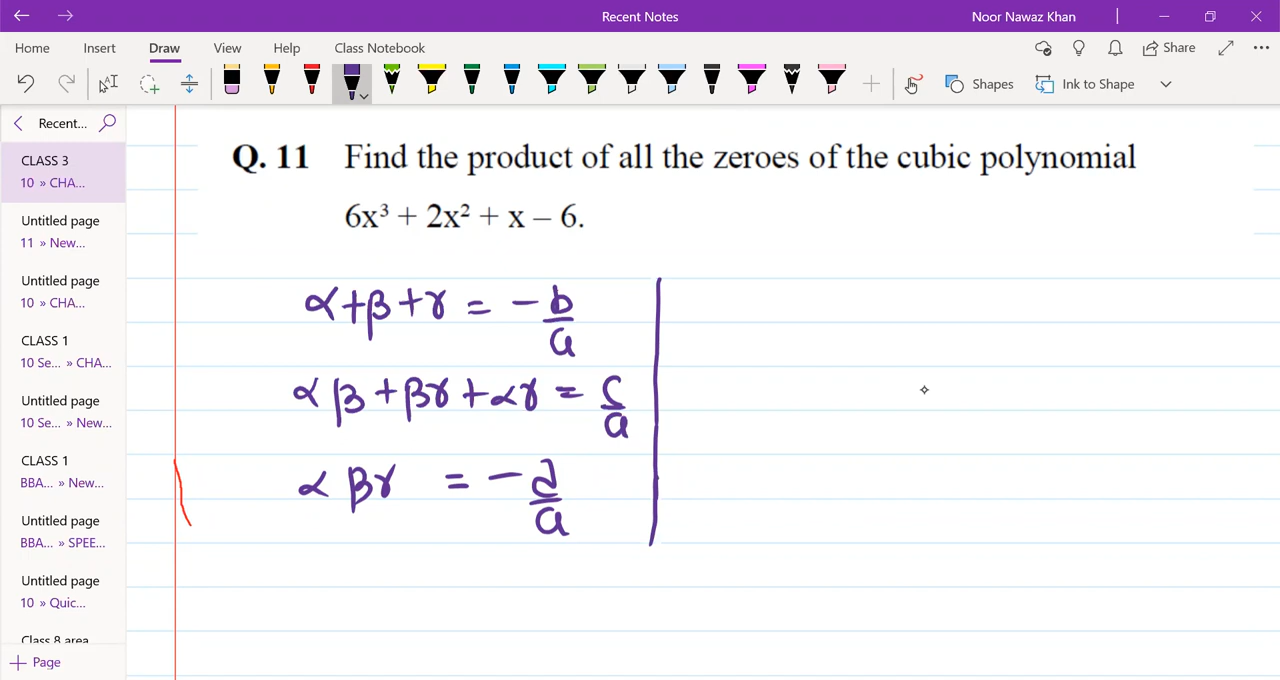 Recent Notes
Noor Nawaz Khan
Home Insert Draw View Help Class Notebook Share
Shapes Ink to Shape
Recent...
CLASS 3
10 » CHA...
Untitled page
11 » New...
Untitled page
10 » CHA...
CLASS 1
10 Se... » CHA...
Untitled page
10 Se... » New...
CLASS 1
BBA... » New...
Untitled page
BBA... » SPEE...
Untitled page
10 » Quic...
Class 8 area
+ Page
Q. 11 Find the product of all the zeroes of the cubic polynomial
6x³ + 2x² + x – 6.
α+β+γ = -b/a
αβ+βγ+αγ = c/a
αβγ = -d/a